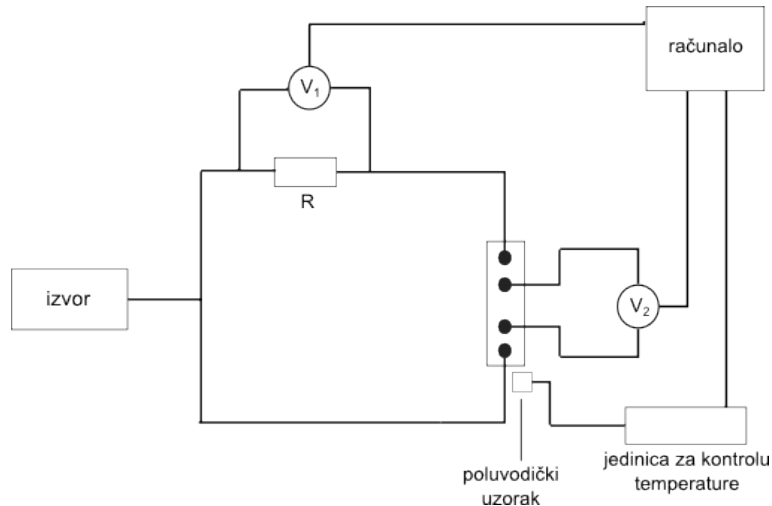 računalo
V₁
R
izvor
V₂
poluvodički
uzorak
jedinica za kontrolu
temperature